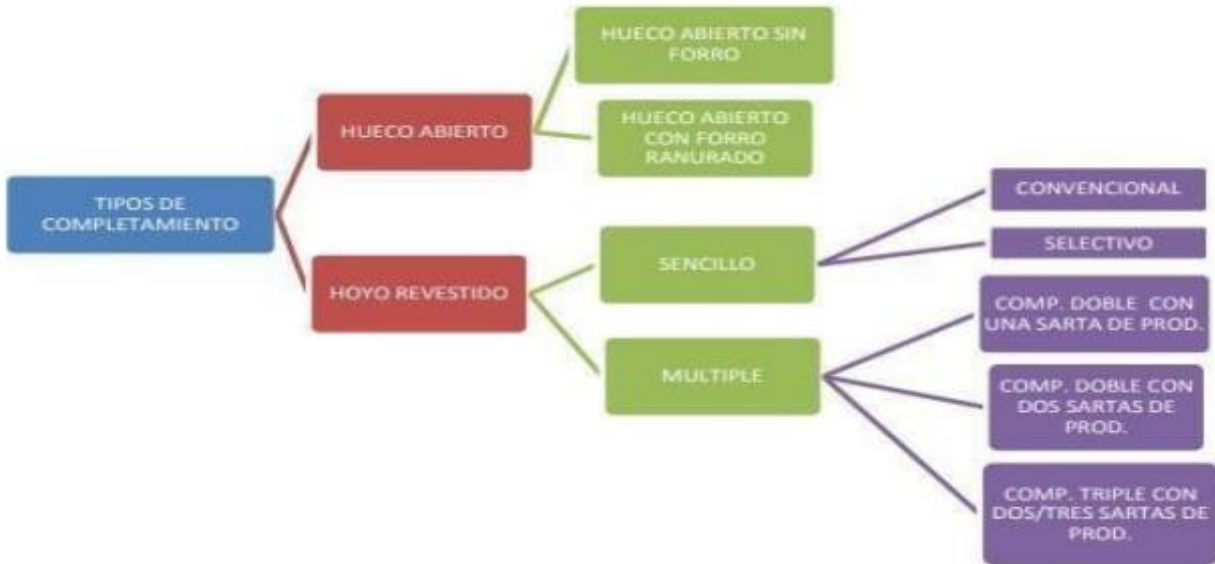 TIPOS DE
COMPLETAMIENTO
HUECO ABIERTO
HUECO ABIERTO SIN
FORRO
HUECO ABIERTO
CON FORRO
RANURADO
HOYO REVESTIDO
SENCILLO
CONVENCIONAL
SELECTIVO
MULTIPLE
COMP. DOBLE CON
UNA SARTA DE PROD.
COMP. DOBLE CON
DOS SARTAS DE
PROD.
COMP. TRIPLE CON
DOS/TRES SARTAS DE
PROD.